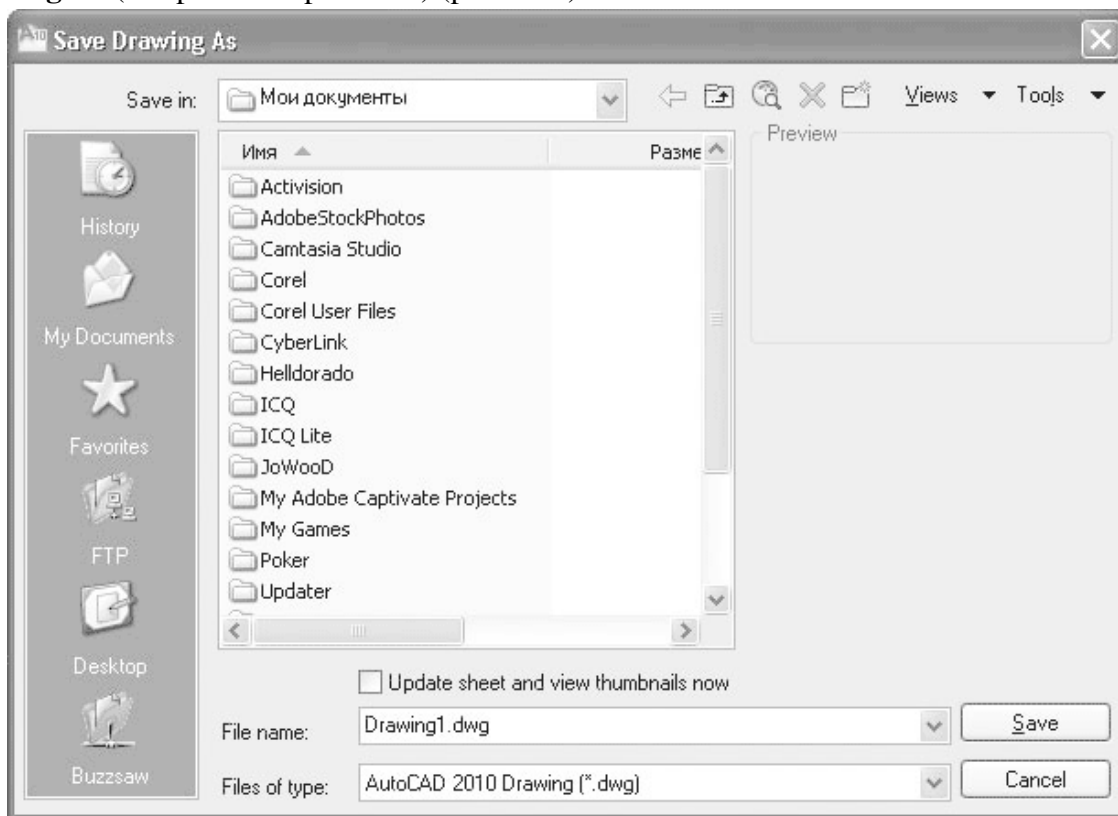 Save Drawing As
Save in:
Мои документы
Views
Tools
Имя
Разме
Preview
History
My Documents
Favorites
FTP
Desktop
Buzzsaw
Activision
AdobeStockPhotos
Camtasia Studio
Corel
Corel User Files
CyberLink
Helldorado
ICQ
ICQ Lite
JoWooD
My Adobe Captivate Projects
My Games
Poker
Updater
Update sheet and view thumbnails now
File name:
Drawing1.dwg
Save
Files of type:
AutoCAD 2010 Drawing (*.dwg)
Cancel